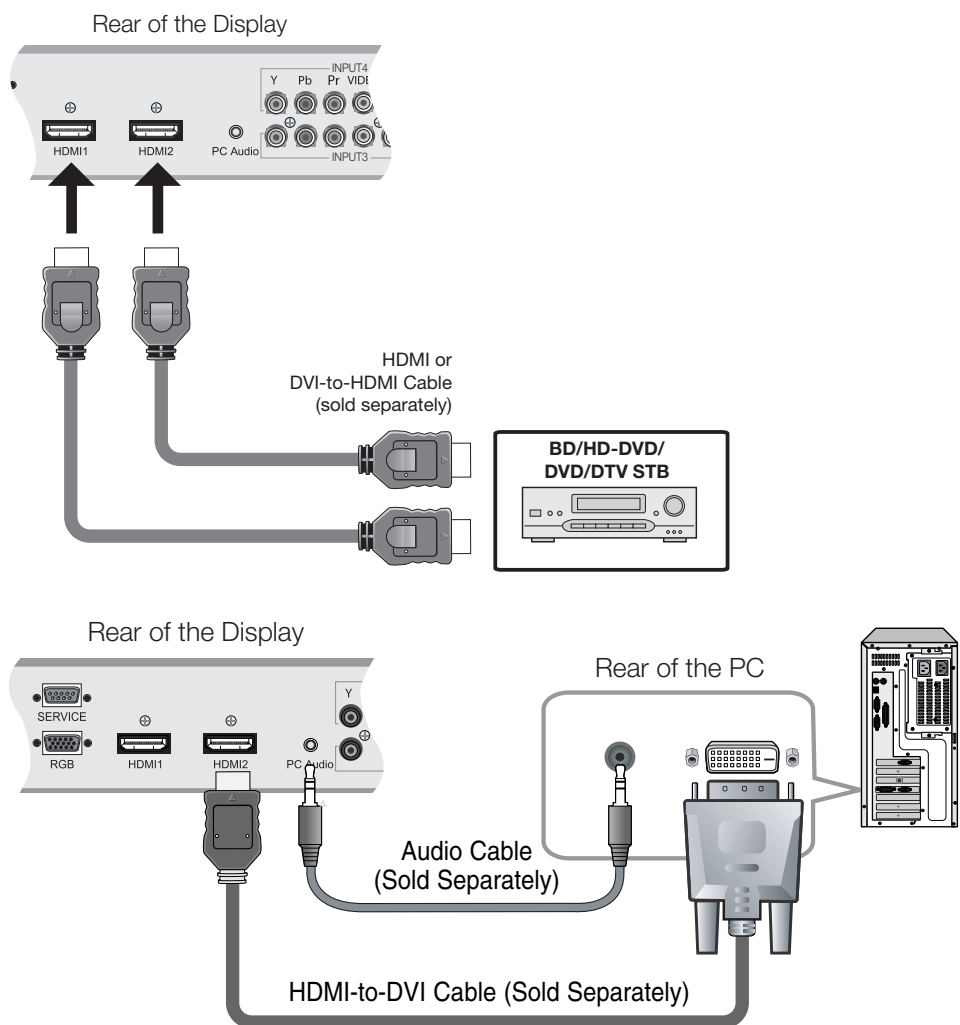 Rear of the Display
INPUT4
Y Pb Pr
HDMI1 HDMI2 PC Audio
INPUT3
HDMI or
DVI-to-HDMI Cable
(sold separately)
BD/HD-DVD/
DVD/DTV STB
Rear of the Display
Rear of the PC
SERVICE
Y
RGB HDMI1 HDMI2 PC Audio
Audio Cable
(Sold Separately)
HDMI-to-DVI Cable (Sold Separately)